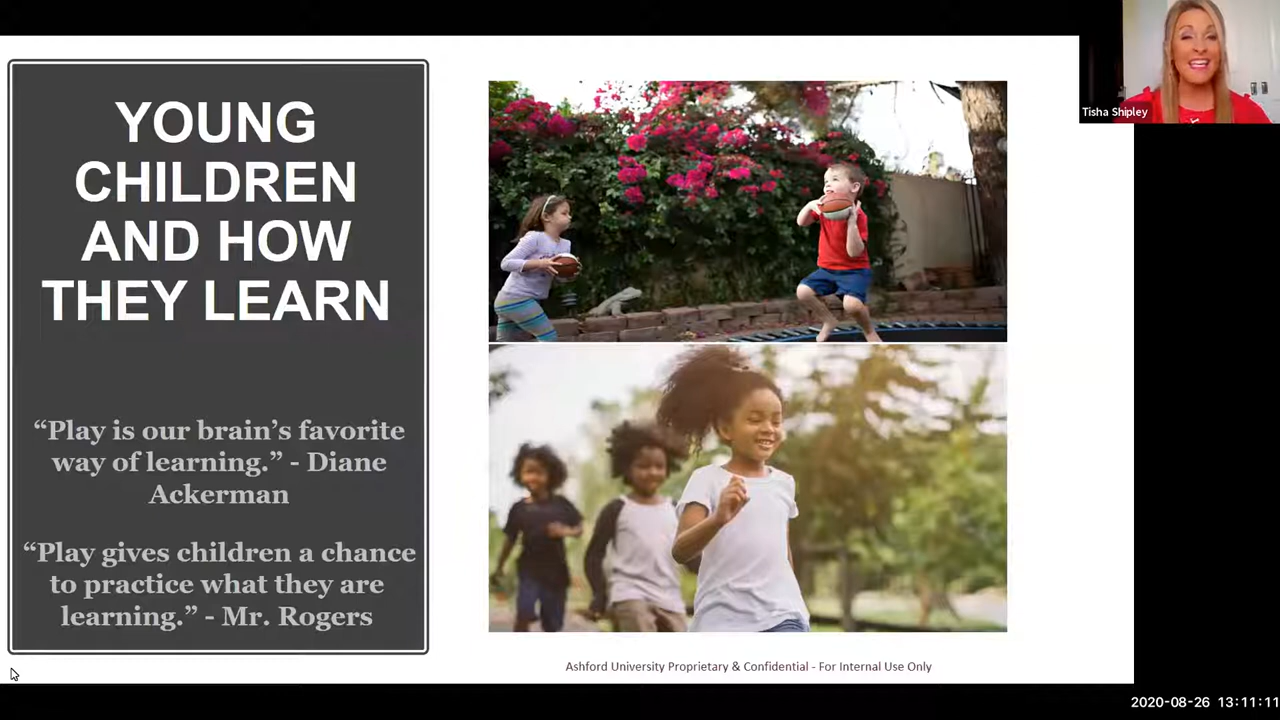 YOUNG
CHILDREN
AND HOW
THEY LEARN
“Play is our brain’s favorite
way of learning.” - Diane
Ackerman
“Play gives children a chance
to practice what they are
learning.” - Mr. Rogers
Tisha Shipley
Ashford University Proprietary & Confidential - For Internal Use Only
2020-08-26 13:11:11